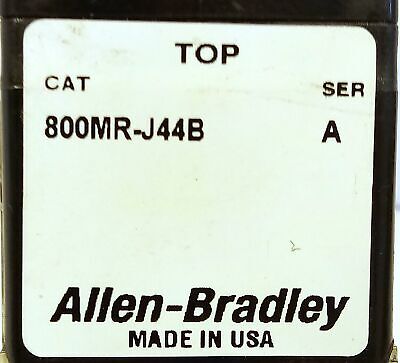 TOP
CAT SER
800MR-J44B A
Allen-Bradley
MADE IN USA